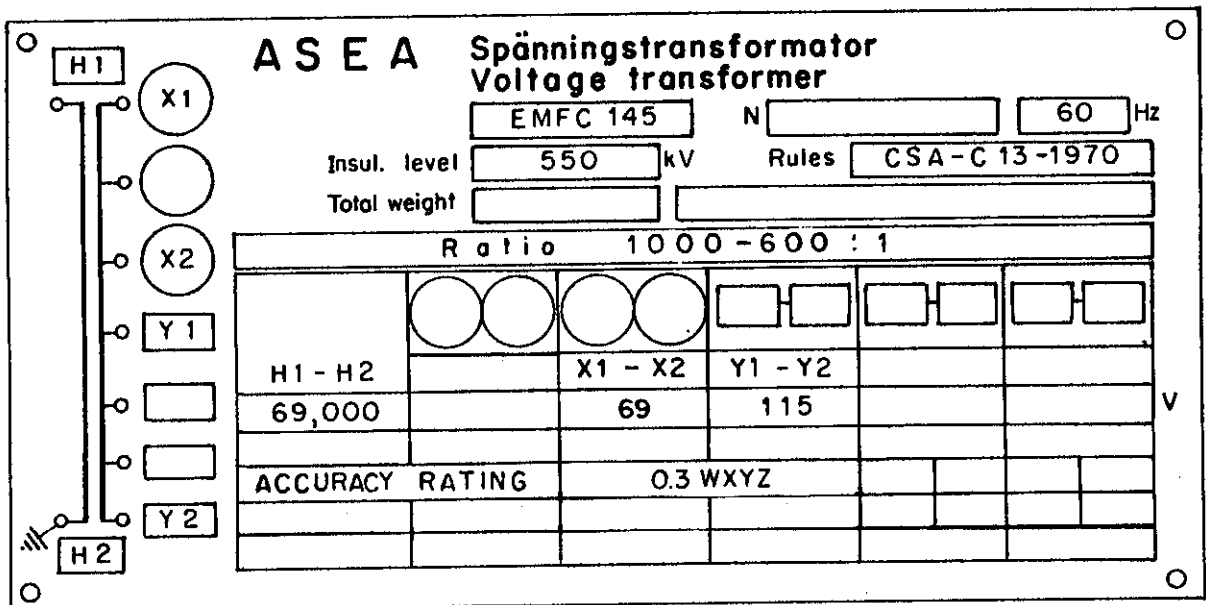 H1
ASEA Spänningstransformator
Voltage transformer
X1
EMFC 145 N 60 Hz
Insul. level 550 kV Rules CSA-C 13-1970
Total weight
X2
Ratio 1000-600 : 1
Y1
H1 - H2 X1 - X2 Y1 - Y2
69,000 69 115 V
ACCURACY RATING 0.3 WXYZ
Y2
H2